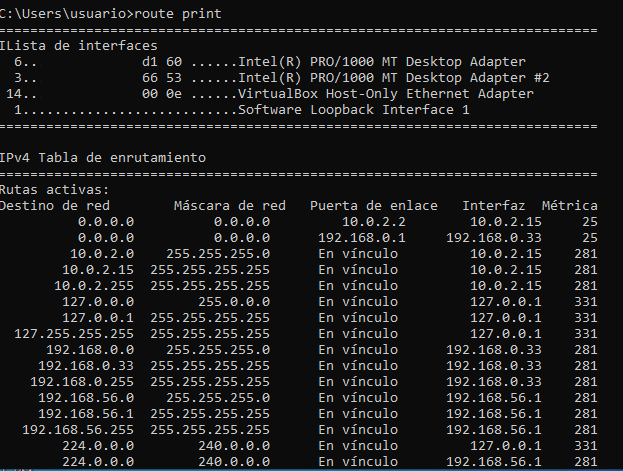 C:\Users\usuario>route print
===========================================================================
ILista de interfaces
6.. d1 60 ......Intel(R) PRO/1000 MT Desktop Adapter
3.. 66 53 ......Intel(R) PRO/1000 MT Desktop Adapter #2
14.. 00 0e ......VirtualBox Host-Only Ethernet Adapter
1...........................Software Loopback Interface 1
===========================================================================
IPv4 Tabla de enrutamiento
===========================================================================
Rutas activas:
Destino de red Máscara de red Puerta de enlace Interfaz Métrica
0.0.0.0 0.0.0.0 10.0.2.2 10.0.2.15 25
0.0.0.0 0.0.0.0 192.168.0.1 192.168.0.33 25
10.0.2.0 255.255.255.0 En vínculo 10.0.2.15 281
10.0.2.15 255.255.255.255 En vínculo 10.0.2.15 281
10.0.2.255 255.255.255.255 En vínculo 10.0.2.15 281
127.0.0.0 255.0.0.0 En vínculo 127.0.0.1 331
127.0.0.1 255.255.255.255 En vínculo 127.0.0.1 331
127.255.255.255 255.255.255.255 En vínculo 127.0.0.1 331
192.168.0.0 255.255.255.0 En vínculo 192.168.0.33 281
192.168.0.33 255.255.255.255 En vínculo 192.168.0.33 281
192.168.0.255 255.255.255.255 En vínculo 192.168.0.33 281
192.168.56.0 255.255.255.0 En vínculo 192.168.56.1 281
192.168.56.1 255.255.255.255 En vínculo 192.168.56.1 281
192.168.56.255 255.255.255.255 En vínculo 192.168.56.1 281
224.0.0.0 240.0.0.0 En vínculo 127.0.0.1 331
224.0.0.0 240.0.0.0 En vínculo 192.168.56.1 281